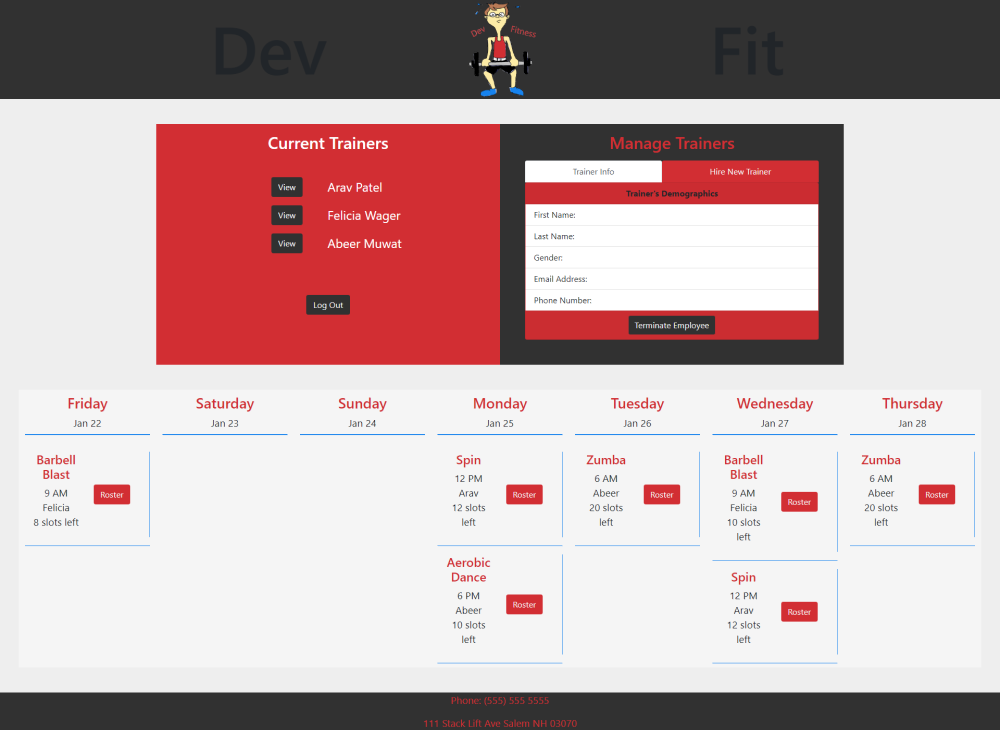 Dev
Dev Fitness
Fit
Current Trainers
View Arav Patel
View Felicia Wager
View Abeer Muwat
Log Out
Manage Trainers
Trainer Info Hire New Trainer
Trainer's Demographics
First Name:
Last Name:
Gender:
Email Address:
Phone Number:
Terminate Employee
Friday
Jan 22
Barbell
Blast
9 AM
Felicia
8 slots left
Roster
Saturday
Jan 23
Sunday
Jan 24
Monday
Jan 25
Spin
12 PM
Arav
12 slots
left
Roster
Aerobic
Dance
6 PM
Abeer
10 slots
left
Roster
Tuesday
Jan 26
Zumba
6 AM
Abeer
20 slots
left
Roster
Wednesday
Jan 27
Barbell
Blast
9 AM
Felicia
10 slots
left
Roster
Spin
12 PM
Arav
12 slots
left
Roster
Thursday
Jan 28
Zumba
6 AM
Abeer
20 slots
left
Roster
Phone: (555) 555 5555
111 Stack Lift Ave Salem NH 03070